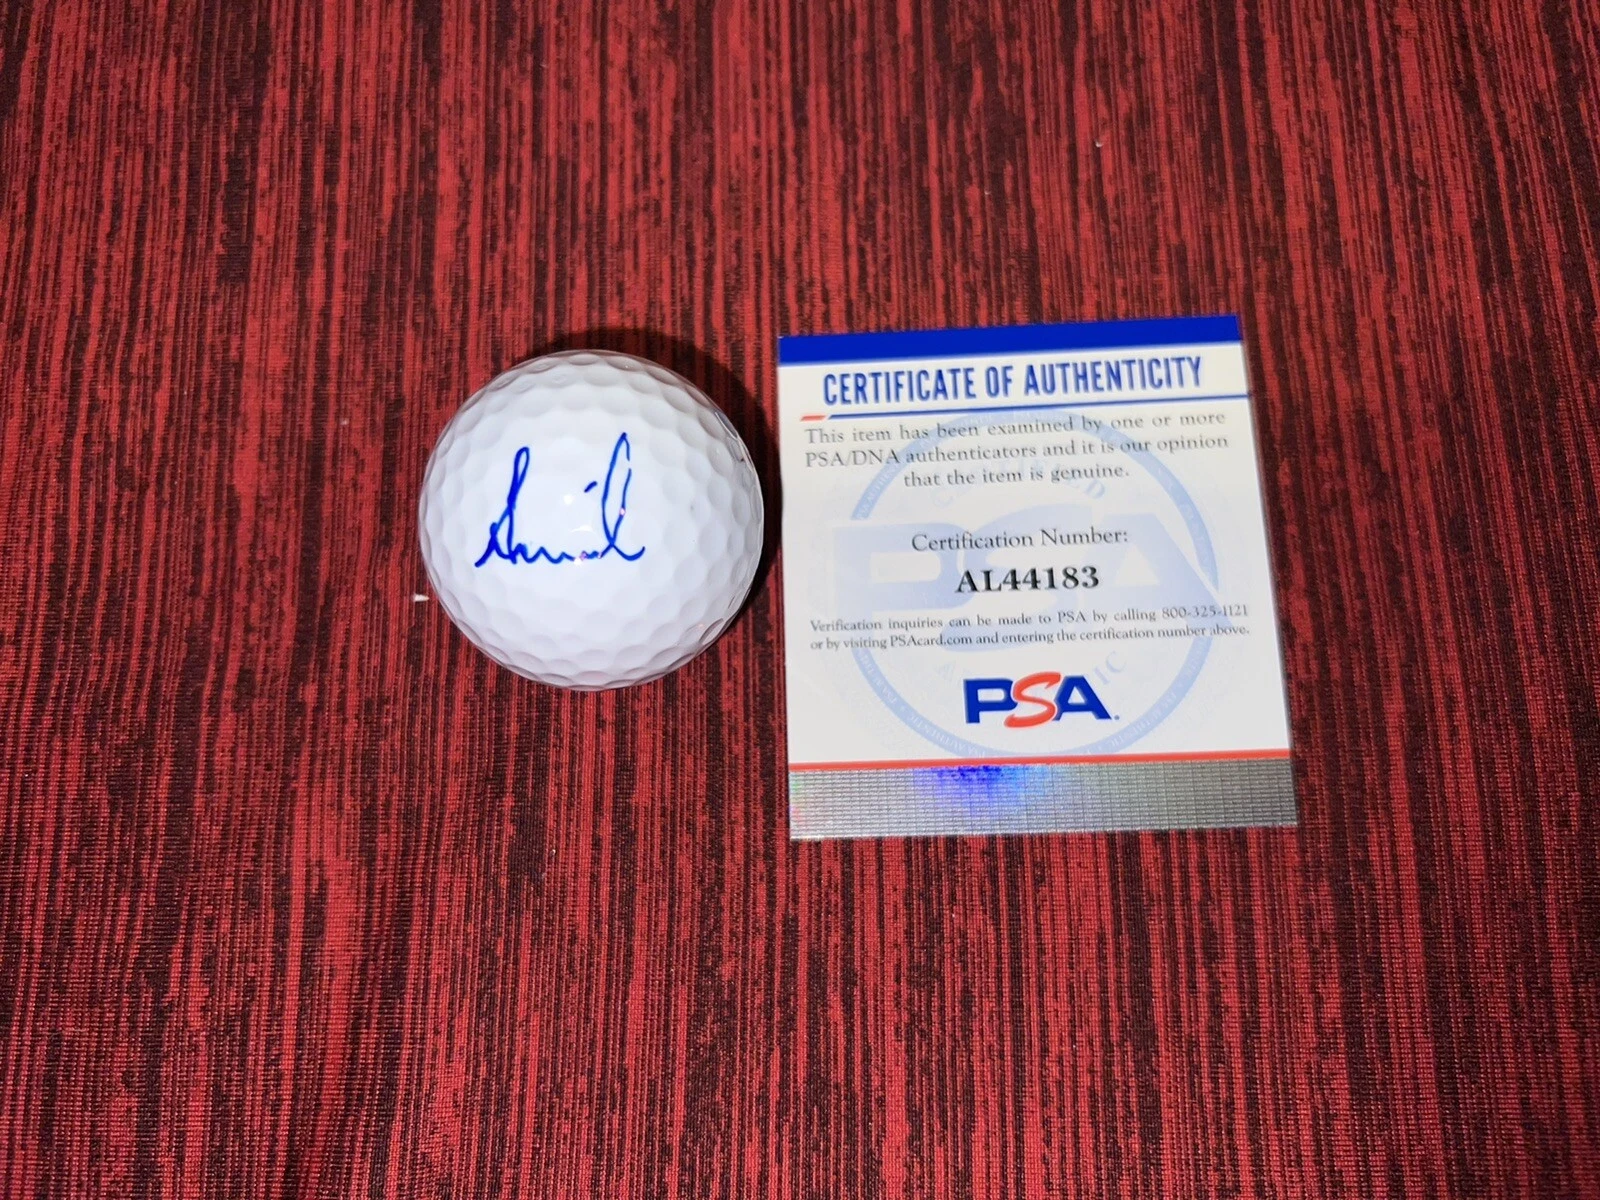 CERTIFICATE OF AUTHENTICITY
This item has been examined by one or more
PSA/DNA authenticators and it is our opinion
that the item is genuine.
Certification Number:
AL44183
Verification inquiries can be made to PSA by calling 800-325-1121
or by visiting PSAcard.com and entering the certification number above.
PSA